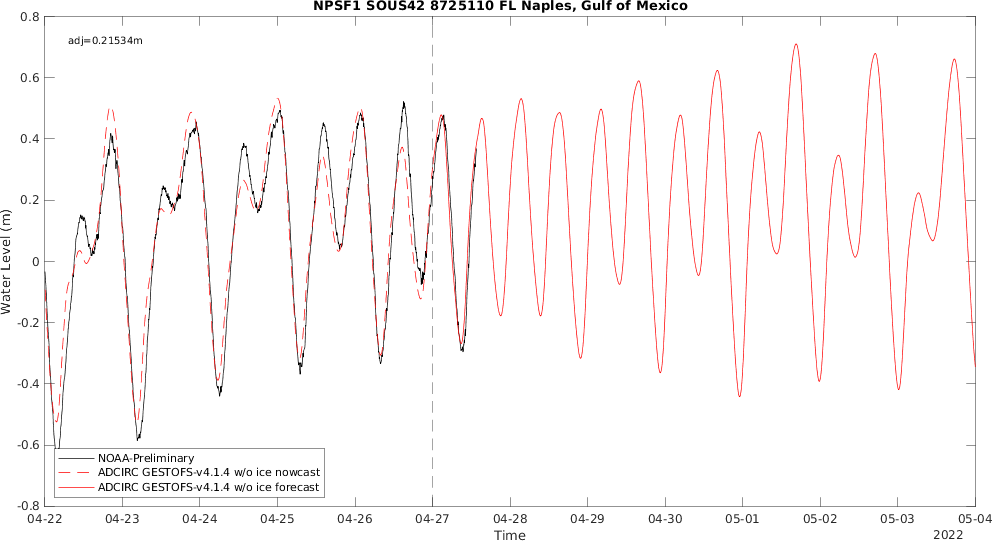 NPSF1 SOUS42 8725110 FL Naples, Gulf of Mexico
adj=0.21534m
0.8
0.6
0.4
0.2
0
-0.2
-0.4
-0.6
-0.8
Water Level (m)
NOAA-Preliminary
ADCIRC GESTOFS-v4.1.4 w/o ice nowcast
ADCIRC GESTOFS-v4.1.4 w/o ice forecast
04-22 04-23 04-24 04-25 04-26 04-27 04-28 04-29 04-30 05-01 05-02 05-03 05-04
Time
2022